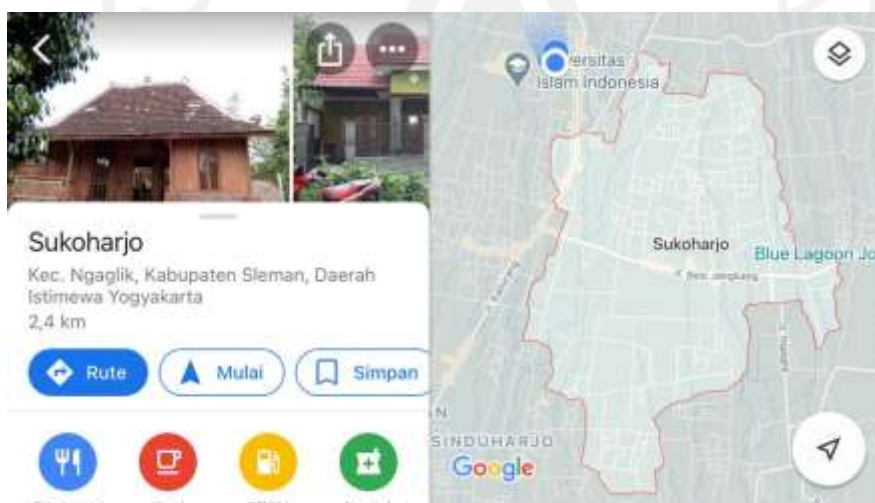 Sukoharjo
Kec. Ngaglik, Kabupaten Sleman, Daerah
Istimewa Yogyakarta
2,4 km
Rute
Mulai
Simpan
Islam Indonesia
Sukoharjo
Blue Lagoon Jo
SINDUHARJO
Google